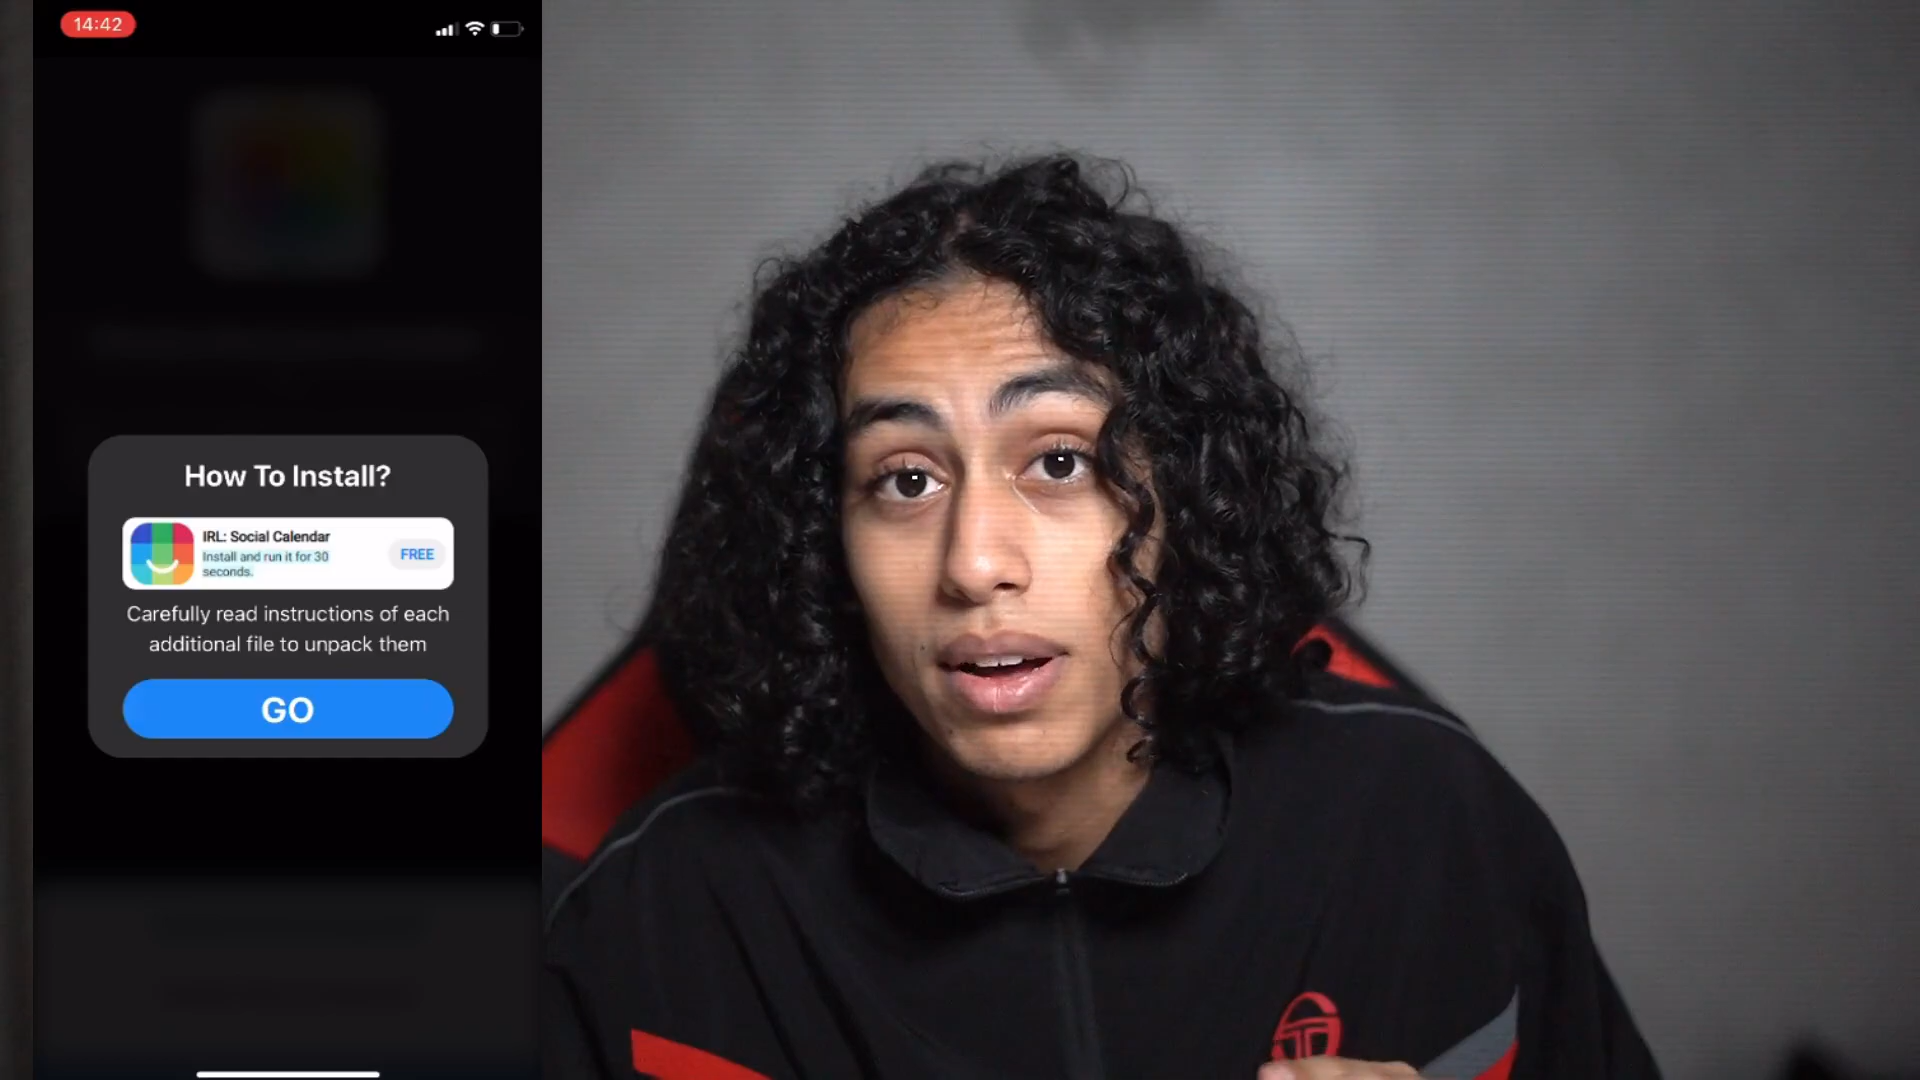 14:42
How To Install?
IRL: Social Calendar
Install and run it for 30
seconds.
FREE
Carefully read instructions of each
additional file to unpack them
GO